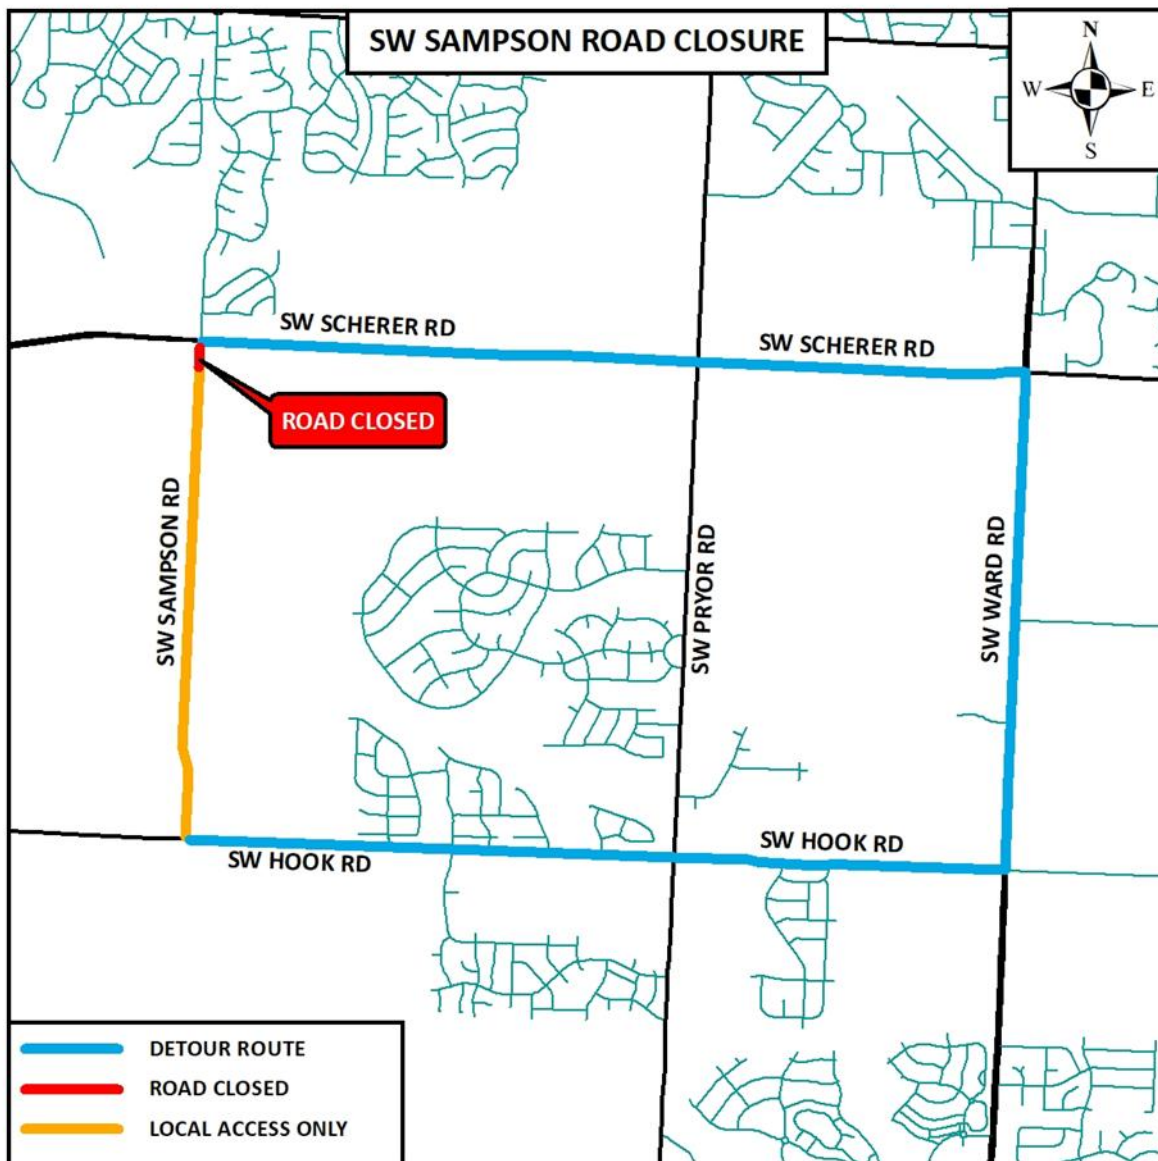 SW SAMPSON ROAD CLOSURE
N
W
E
S
SW SCHERER RD
SW SCHERER RD
ROAD CLOSED
SW SAMPSON RD
SW PRYOR RD
SW WARD RD
SW HOOK RD
SW HOOK RD
DETOUR ROUTE
ROAD CLOSED
LOCAL ACCESS ONLY